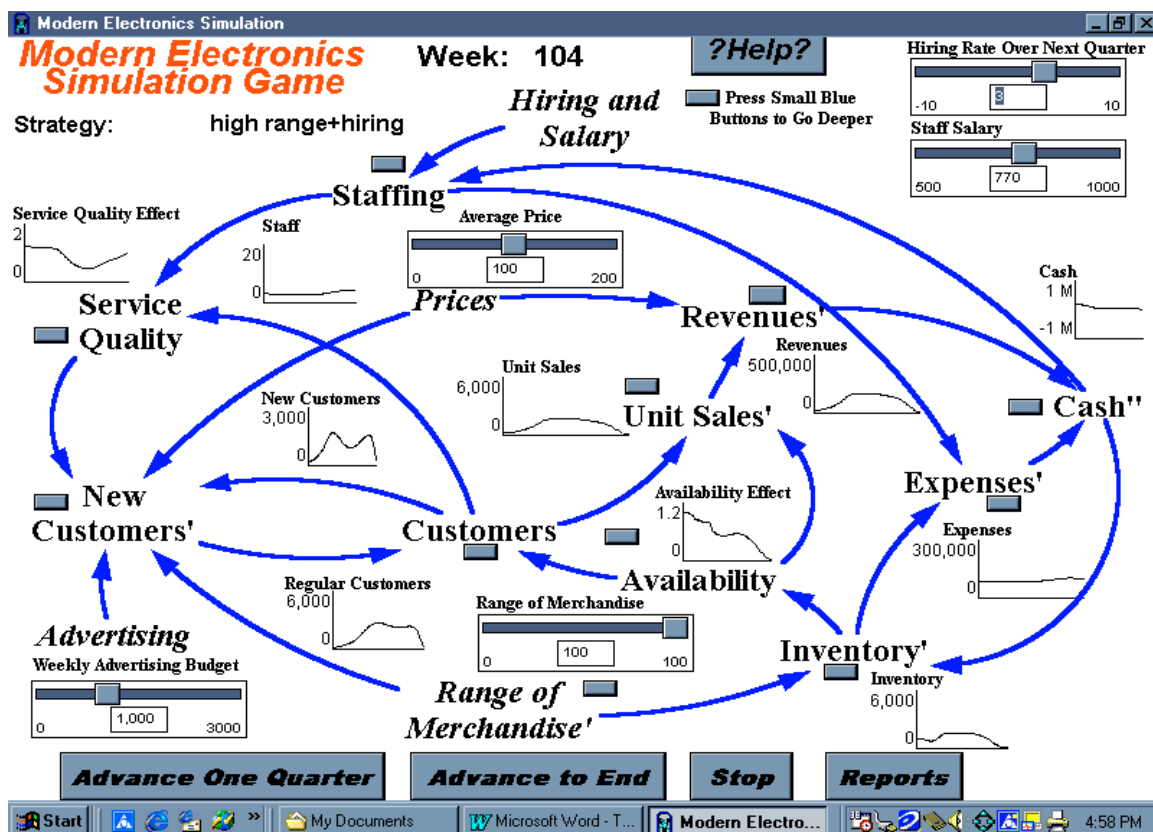 Modern Electronics Simulation
Modern Electronics
Simulation Game
Week: 104
?Help?
Hiring Rate Over Next Quarter
-10
3
10
Press Small Blue
Buttons to Go Deeper
Strategy: high range+hiring
Hiring and
Salary
Staff Salary
500
770
1000
Staffing
Service Quality Effect
2
0
Staff
20
0
Average Price
0
100
200
Cash
1 M
-1 M
Service
Quality
Prices
Revenues'
Revenues
500,000
0
Unit Sales
6,000
0
Unit Sales'
Cash"
New Customers
3,000
0
New
Customers'
Customers
Availability Effect
1.2
0
Expenses'
Expenses
300,000
0
Availability
Regular Customers
6,000
0
Range of Merchandise
0
100
100
Advertising
Weekly Advertising Budget
0
1,000
3000
Inventory'
Inventory
6,000
0
Range of
Merchandise'
Advance One Quarter
Advance to End
Stop
Reports
Start
»
My Documents
Microsoft Word - T...
Modern Electro...
4:58 PM